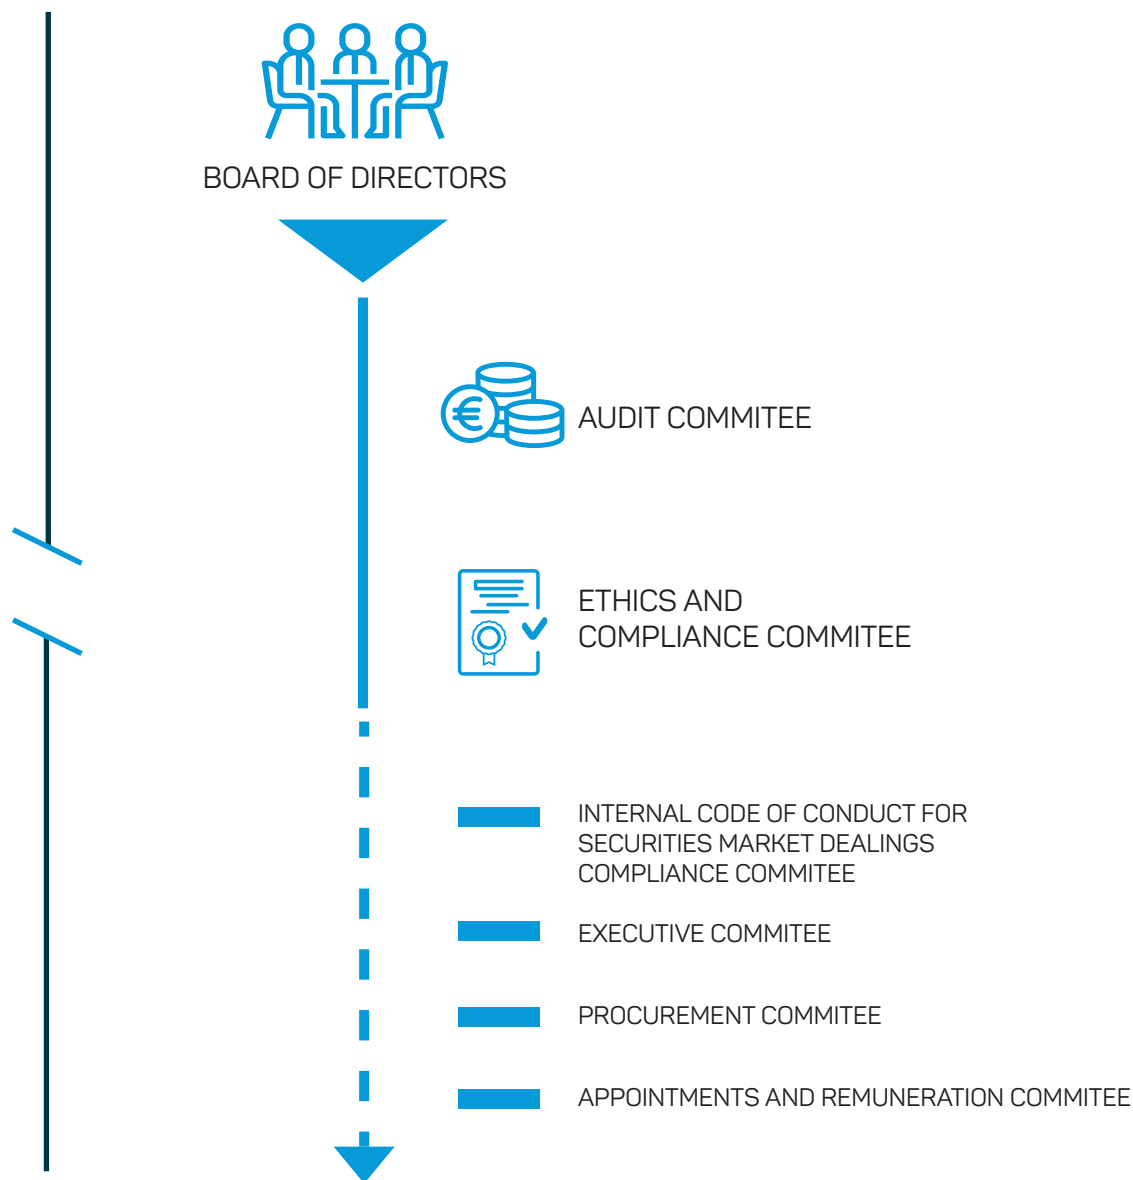 BOARD OF DIRECTORS
AUDIT COMMITEE
ETHICS AND
COMPLIANCE COMMITEE
INTERNAL CODE OF CONDUCT FOR
SECURITIES MARKET DEALINGS
COMPLIANCE COMMITEE
EXECUTIVE COMMITEE
PROCUREMENT COMMITEE
APPOINTMENTS AND REMUNERATION COMMITEE